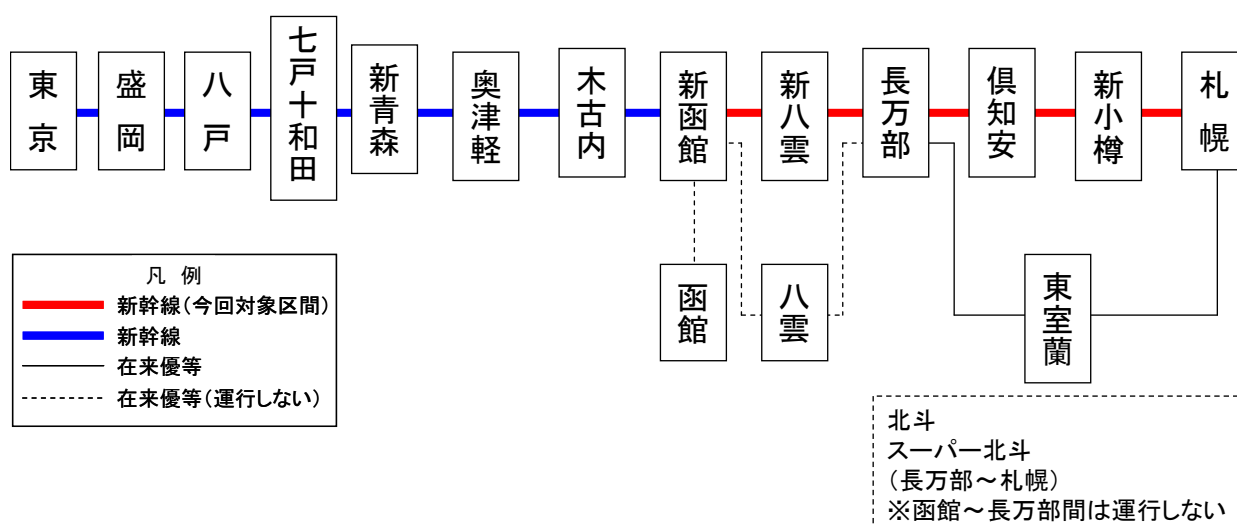 東京
盛岡
八戸
七戸十和田
新青森
奥津軽
木古内
新函館
新八雲
長万部
倶知安
新小樽
札幌
函館
八雲
東室蘭
凡 例
新幹線(今回対象区間)
新幹線
在来優等
在来優等(運行しない)
北斗
スーパー北斗
(長万部～札幌)
※函館～長万部間は運行しない